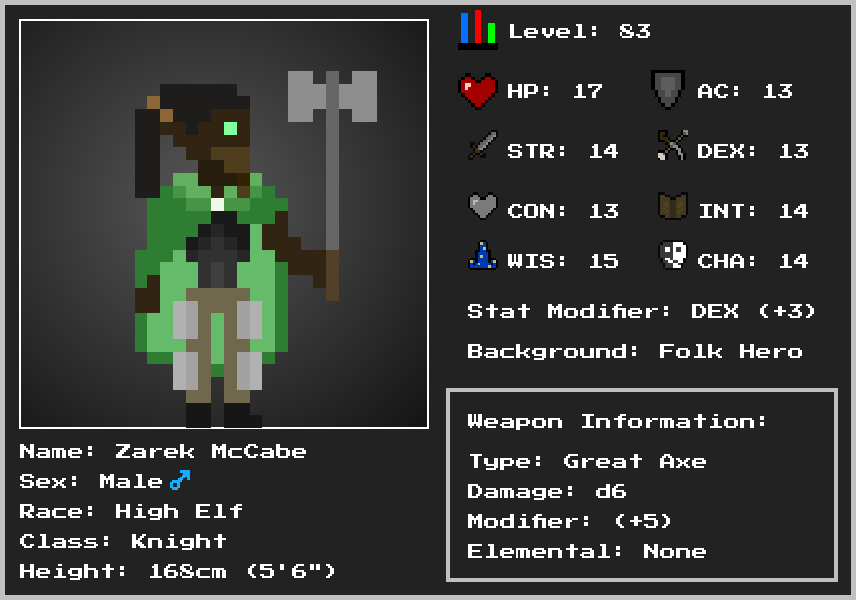 Level: 83
HP: 17 AC: 13
STR: 14 DEX: 13
CON: 13 INT: 14
WIS: 15 CHA: 14
Stat Modifier: DEX (+3)
Background: Folk Hero
Weapon Information:
Type: Great Axe
Damage: d6
Modifier: (+5)
Elemental: None
Name: Zarek McCabe
Sex: Male♂
Race: High Elf
Class: Knight
Height: 168cm (5'6")